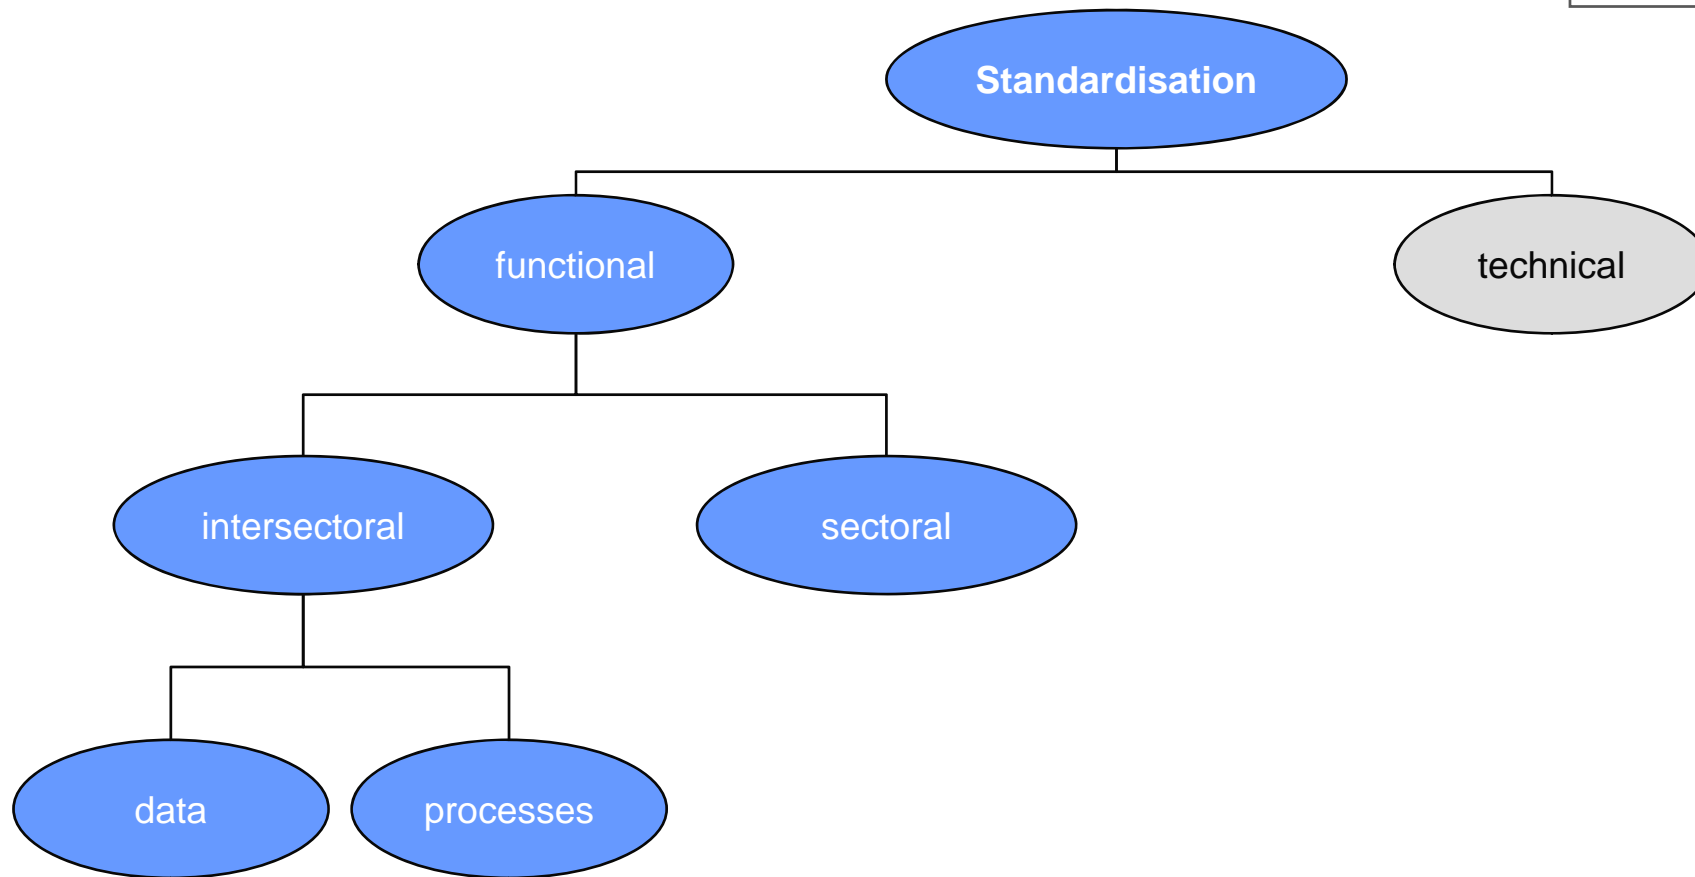 Standardisation
functional
technical
intersectoral
sectoral
data
processes